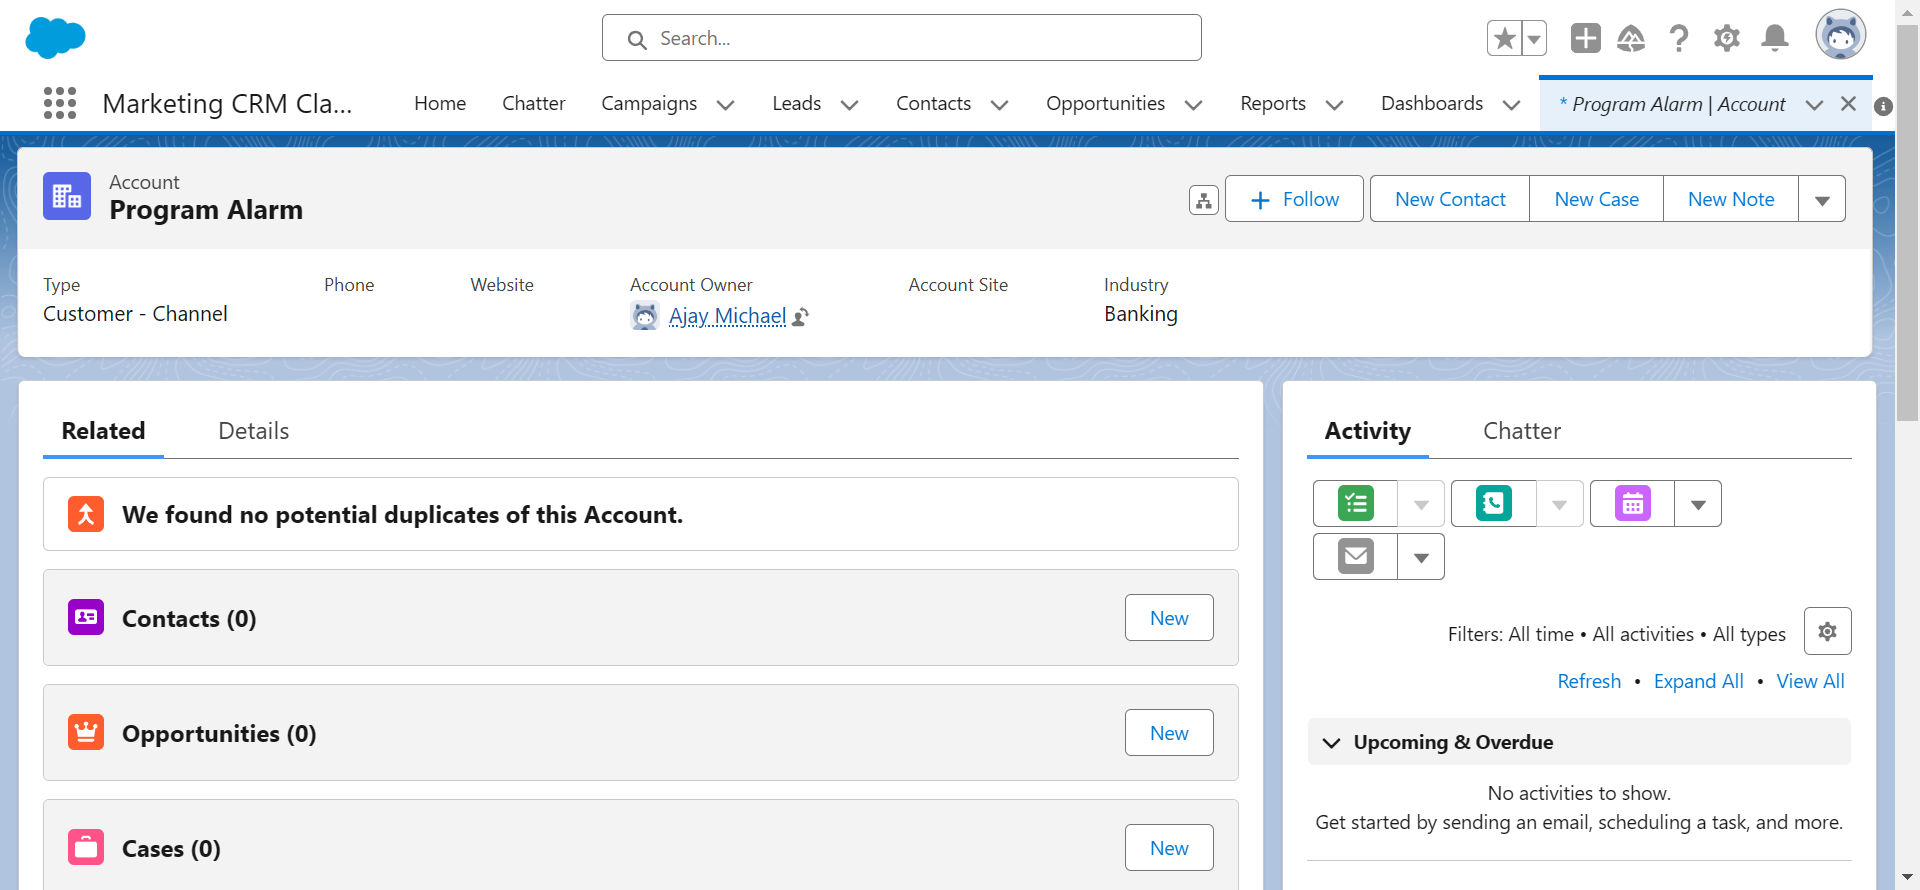 Search...
Marketing CRM Cla...
Home
Chatter
Campaigns
Leads
Contacts
Opportunities
Reports
Dashboards
* Program Alarm | Account
Account
Program Alarm
Follow
New Contact
New Case
New Note
Type
Customer - Channel
Phone
Website
Account Owner
Ajay Michael
Account Site
Industry
Banking
Related
Details
We found no potential duplicates of this Account.
Contacts (0)
New
Opportunities (0)
New
Cases (0)
New
Activity
Chatter
Filters: All time • All activities • All types
Refresh • Expand All • View All
Upcoming & Overdue
No activities to show.
Get started by sending an email, scheduling a task, and more.